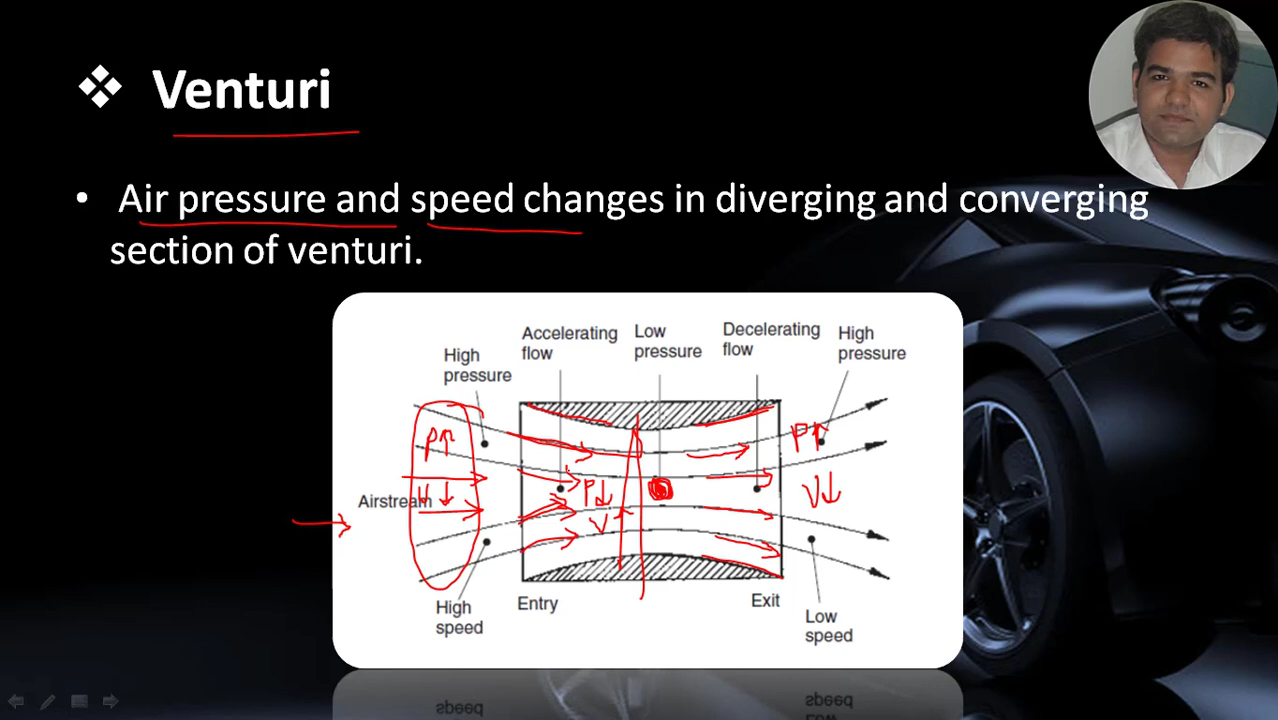 Venturi
Air pressure and speed changes in diverging and converging
section of venturi.
Accelerating
flow
Low
pressure
Decelerating
flow
High
pressure
High
pressure
P↑
P↑
P↓
V↓
V↓
V↑
Airstream
Entry
Exit
High
speed
Low
speed